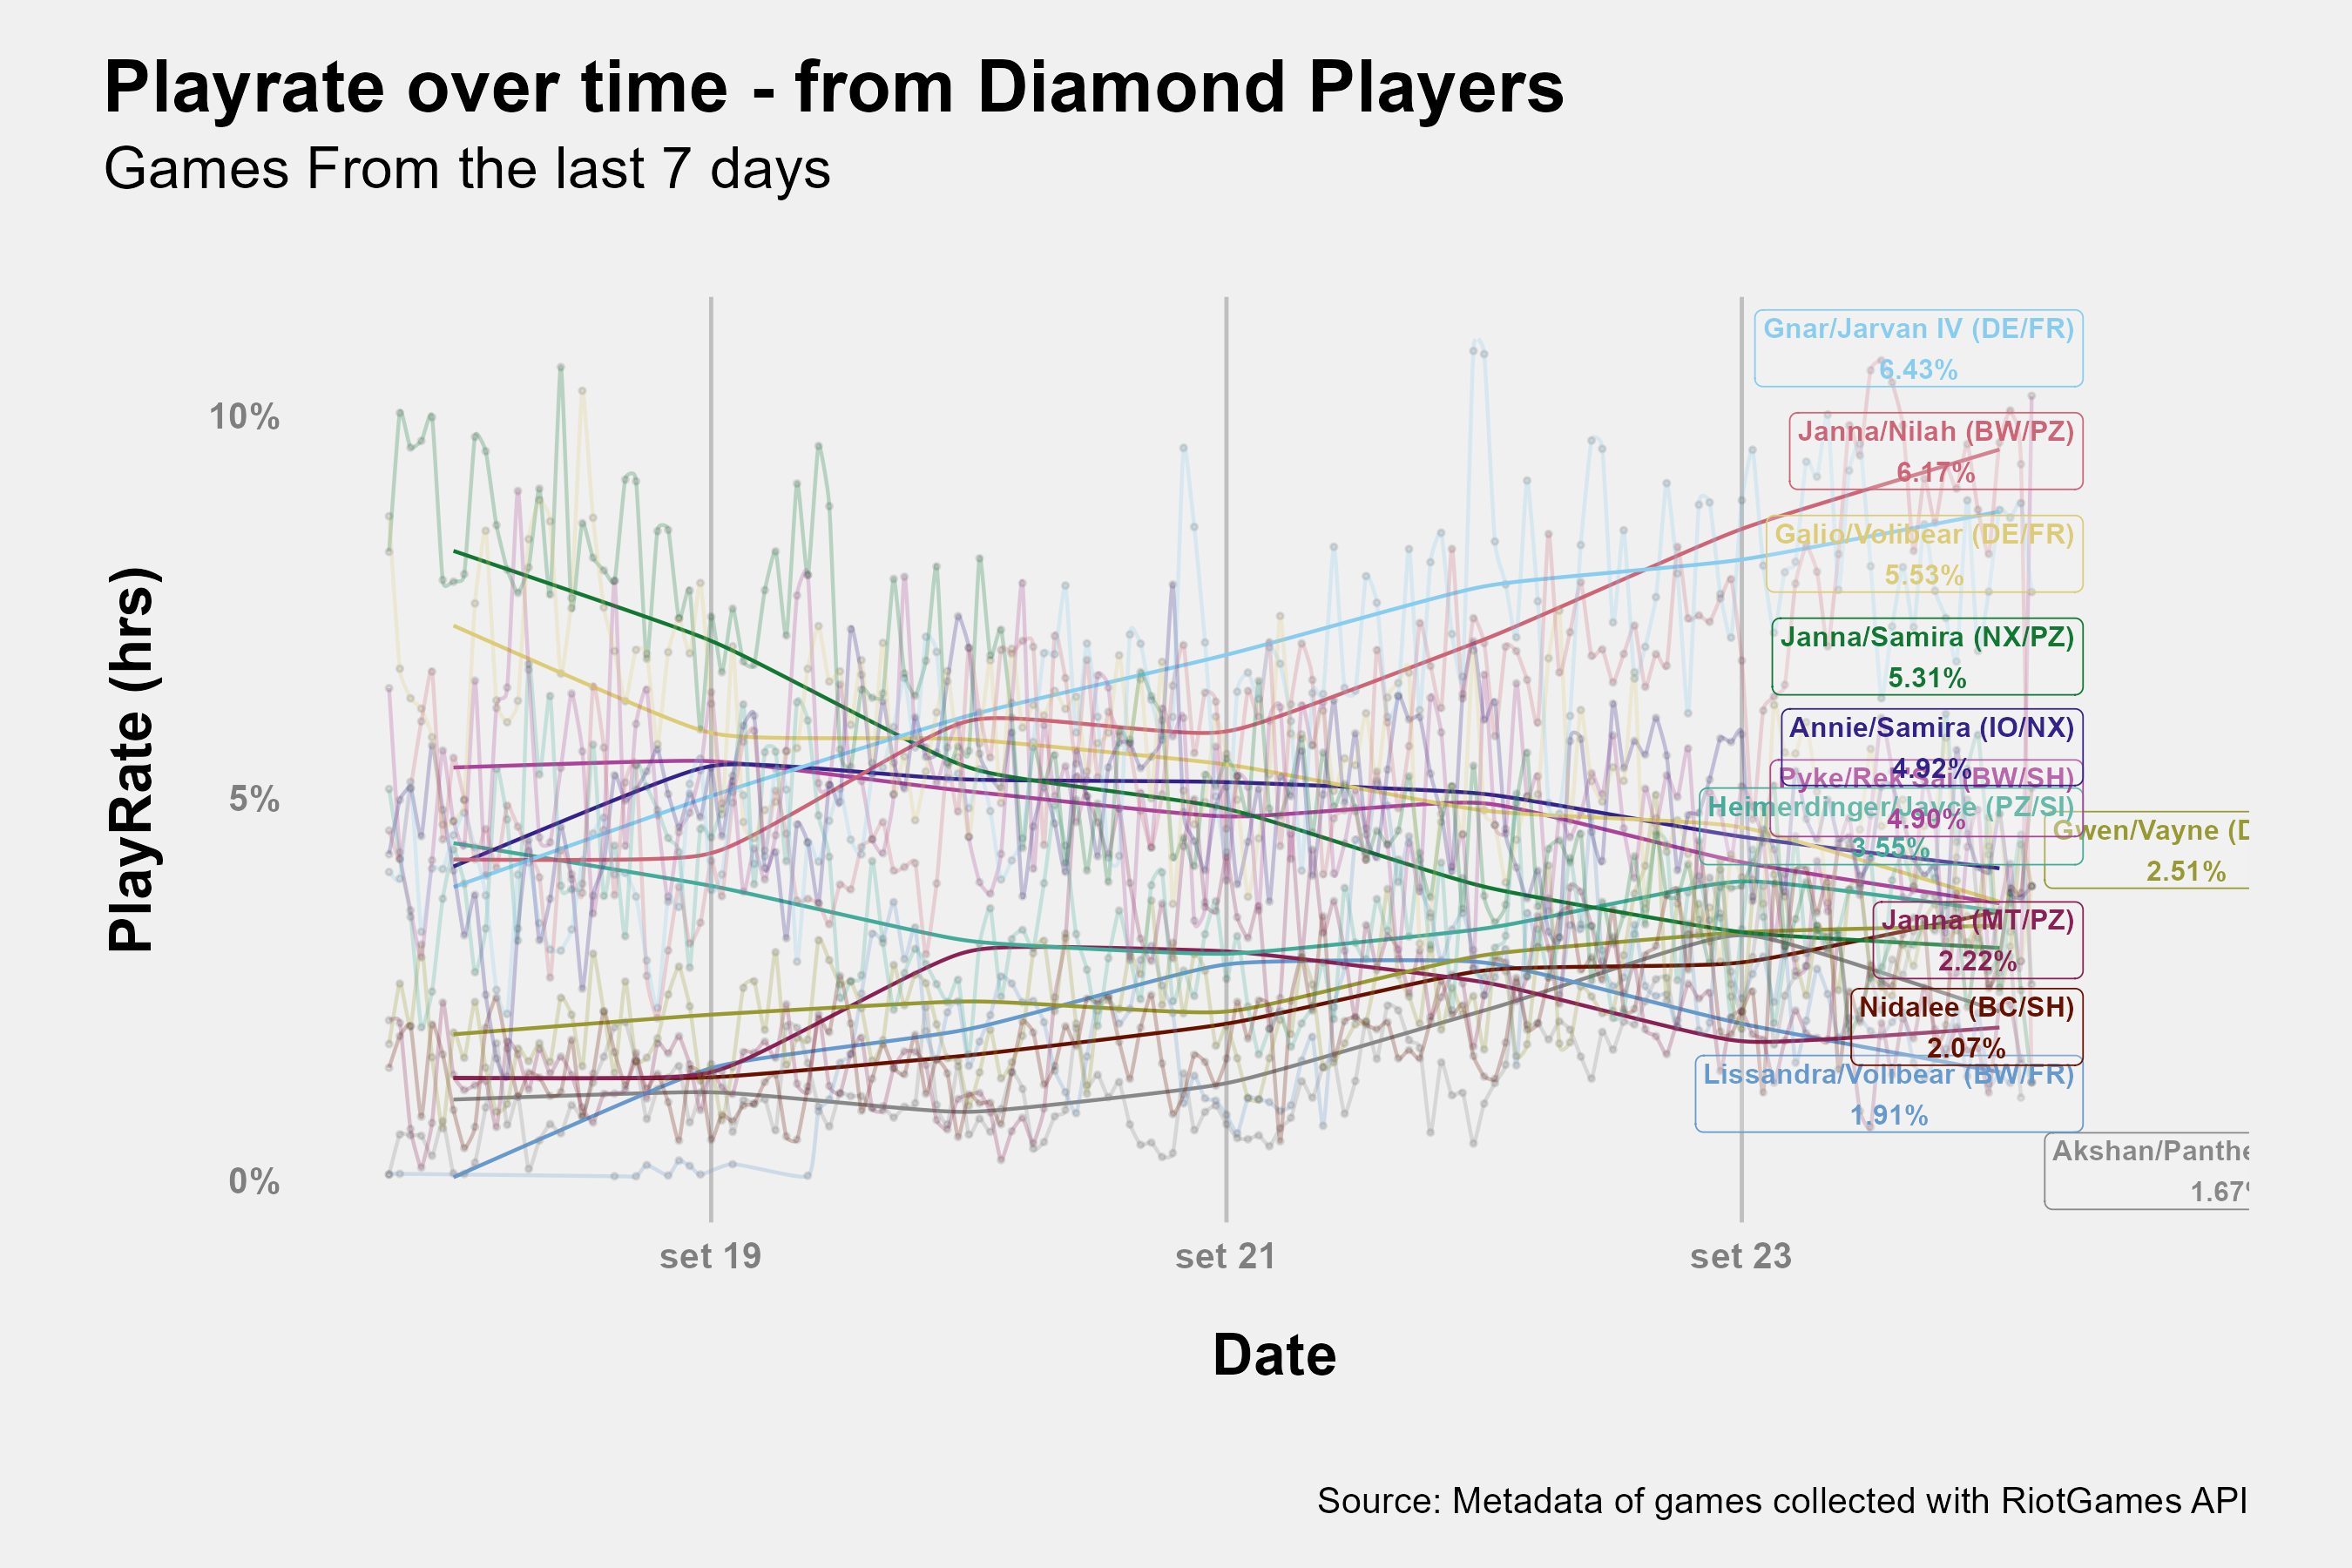 Playrate over time - from Diamond Players
Games From the last 7 days
PlayRate (hrs)
10%
5%
0%
Gnar/Jarvan IV (DE/FR)
6.43%
Janna/Nilah (BW/PZ)
6.17%
Galio/Volibear (DE/FR)
5.53%
Janna/Samira (NX/PZ)
5.31%
Annie/Samira (IO/NX)
4.92%
Pyke/Rek'Sai (BW/SH)
4.90%
Heimerdinger/Jayce (PZ/SI)
3.55%
Gwen/Vayne (D
2.51%
Janna (MT/PZ)
2.22%
Nidalee (BC/SH)
2.07%
Lissandra/Volibear (BW/FR)
1.91%
Akshan/Panthe
1.67%
set 19
set 21
set 23
Date
Source: Metadata of games collected with RiotGames API